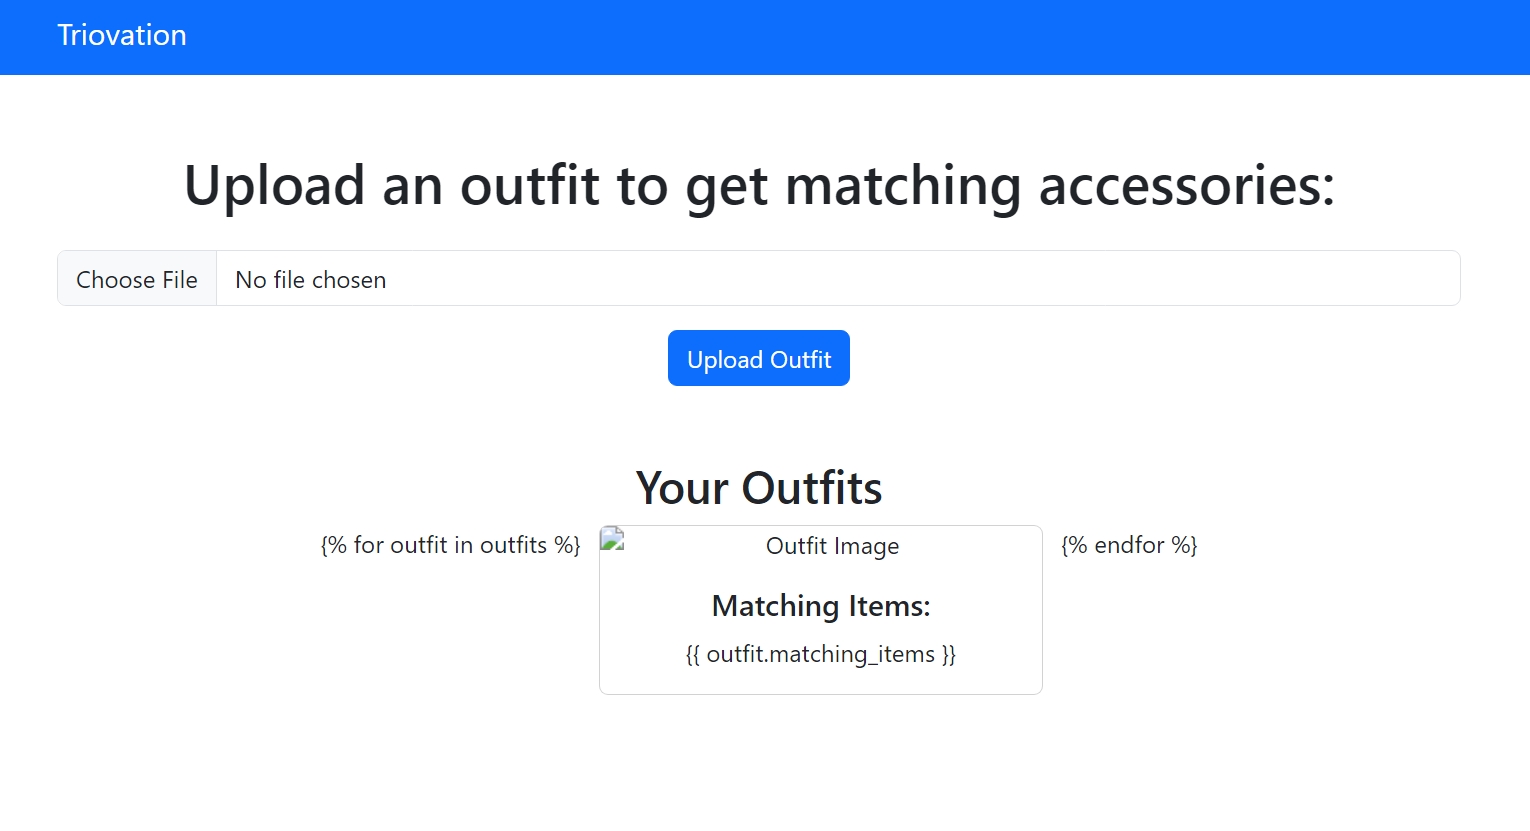 Triovation
Upload an outfit to get matching accessories:
Choose File No file chosen
Upload Outfit
Your Outfits
{% for outfit in outfits %}
Outfit Image
{% endfor %}
Matching Items:
{{ outfit.matching_items }}